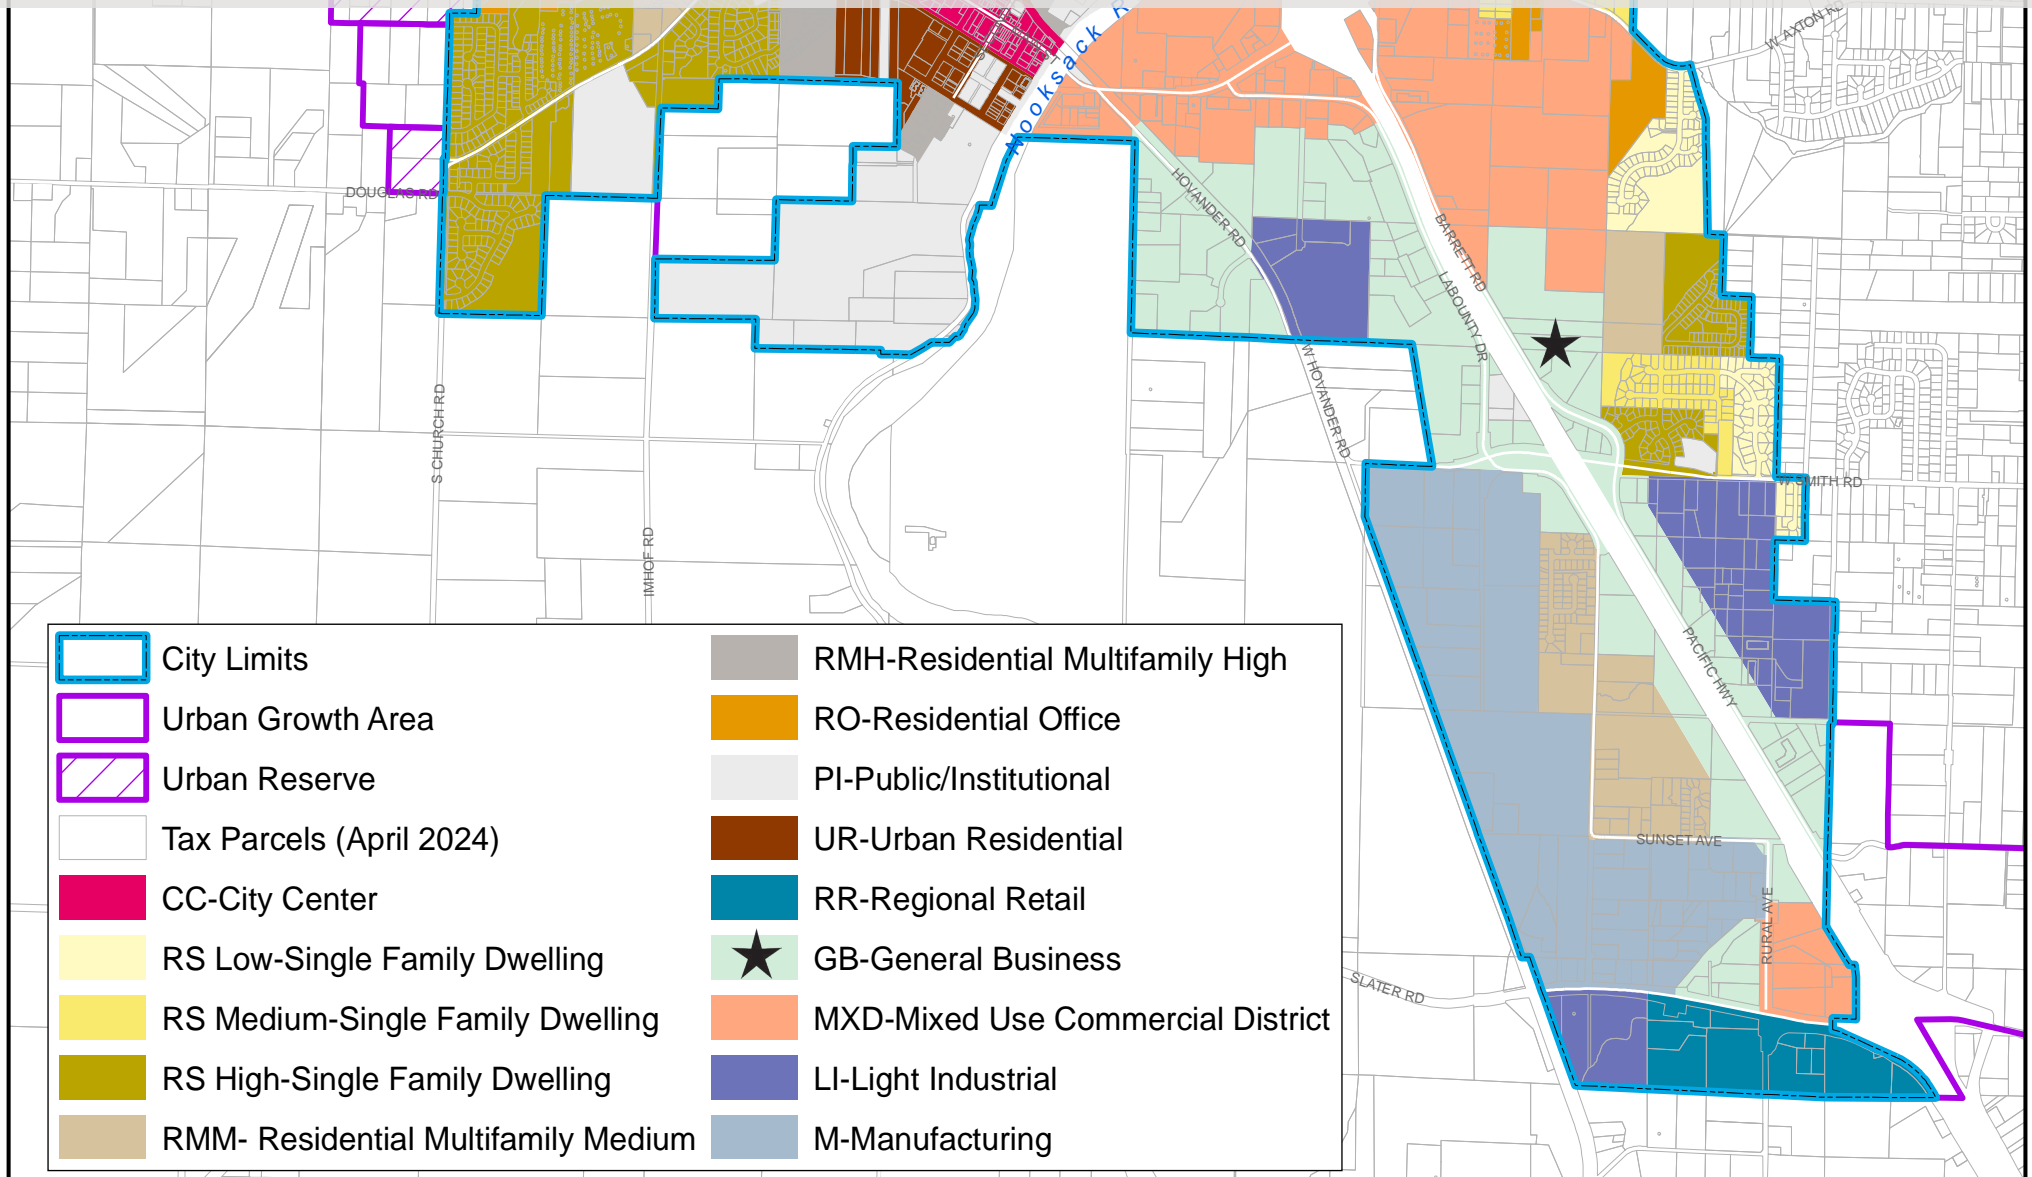 W AXTON RD
Nooksack R
DOUGLAS RD
HOVANDER RD
BARRETT RD
LABOUNTY DR
W HOVANDER RD
S CHURCH RD
W SMITH RD
IMHOF RD
PACIFIC HWY
SUNSET AVE
RURAL AVE
SLATER RD
City Limits
Urban Growth Area
Urban Reserve
Tax Parcels (April 2024)
CC-City Center
RS Low-Single Family Dwelling
RS Medium-Single Family Dwelling
RS High-Single Family Dwelling
RMM- Residential Multifamily Medium
RMH-Residential Multifamily High
RO-Residential Office
PI-Public/Institutional
UR-Urban Residential
RR-Regional Retail
GB-General Business
MXD-Mixed Use Commercial District
LI-Light Industrial
M-Manufacturing